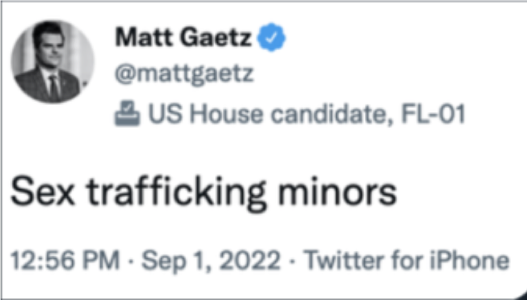 Matt Gaetz
@mattgaetz
US House candidate, FL-01
Sex trafficking minors
12:56 PM · Sep 1, 2022 · Twitter for iPhone